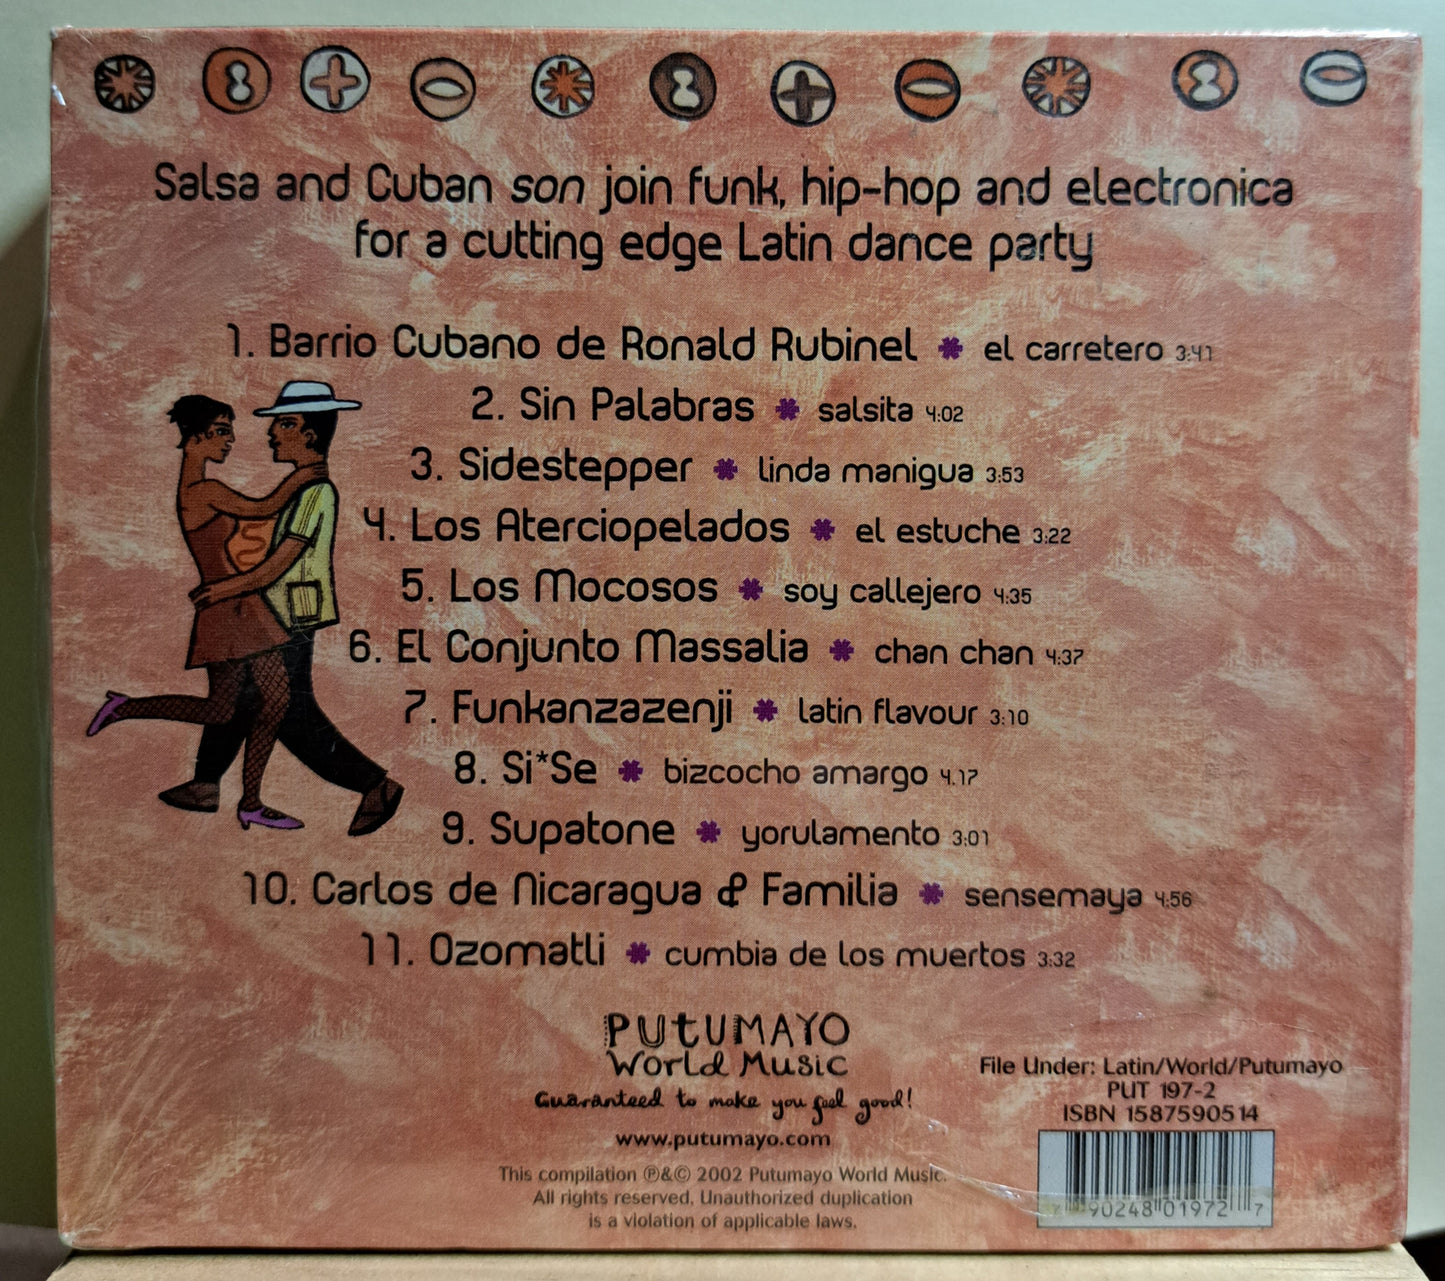 Salsa and Cuban son join funk, hip-hop and electronica
for a cutting edge Latin dance party
1. Barrio Cubano de Ronald Rubinel * el carretero 3:41
2. Sin Palabras * salsita 4:02
3. Sidestepper * linda manigua 3:53
4. Los Aterciopelados * el estuche 3:22
5. Los Mocosos * soy callejero 4:35
6. El Conjunto Massalia * chan chan 4:37
7. Funkanzazenji * latin flavour 3:10
8. Si*Se * bizcocho amargo 4.17
9. Supatone * yorulamento 3:01
10. Carlos de Nicaragua & Familia * sensemaya 4:56
11. Ozomatli * cumbia de los muertos 3:32
PUTUMAYO
World Music
Guaranteed to make you feel good!
www.putumayo.com
This compilation ℗&© 2002 Putumayo World Music.
All rights reserved. Unauthorized duplication
is a violation of applicable laws.
File Under: Latin/World/Putumayo
PUT 197-2
ISBN 1587590514
7 90248 01972 7